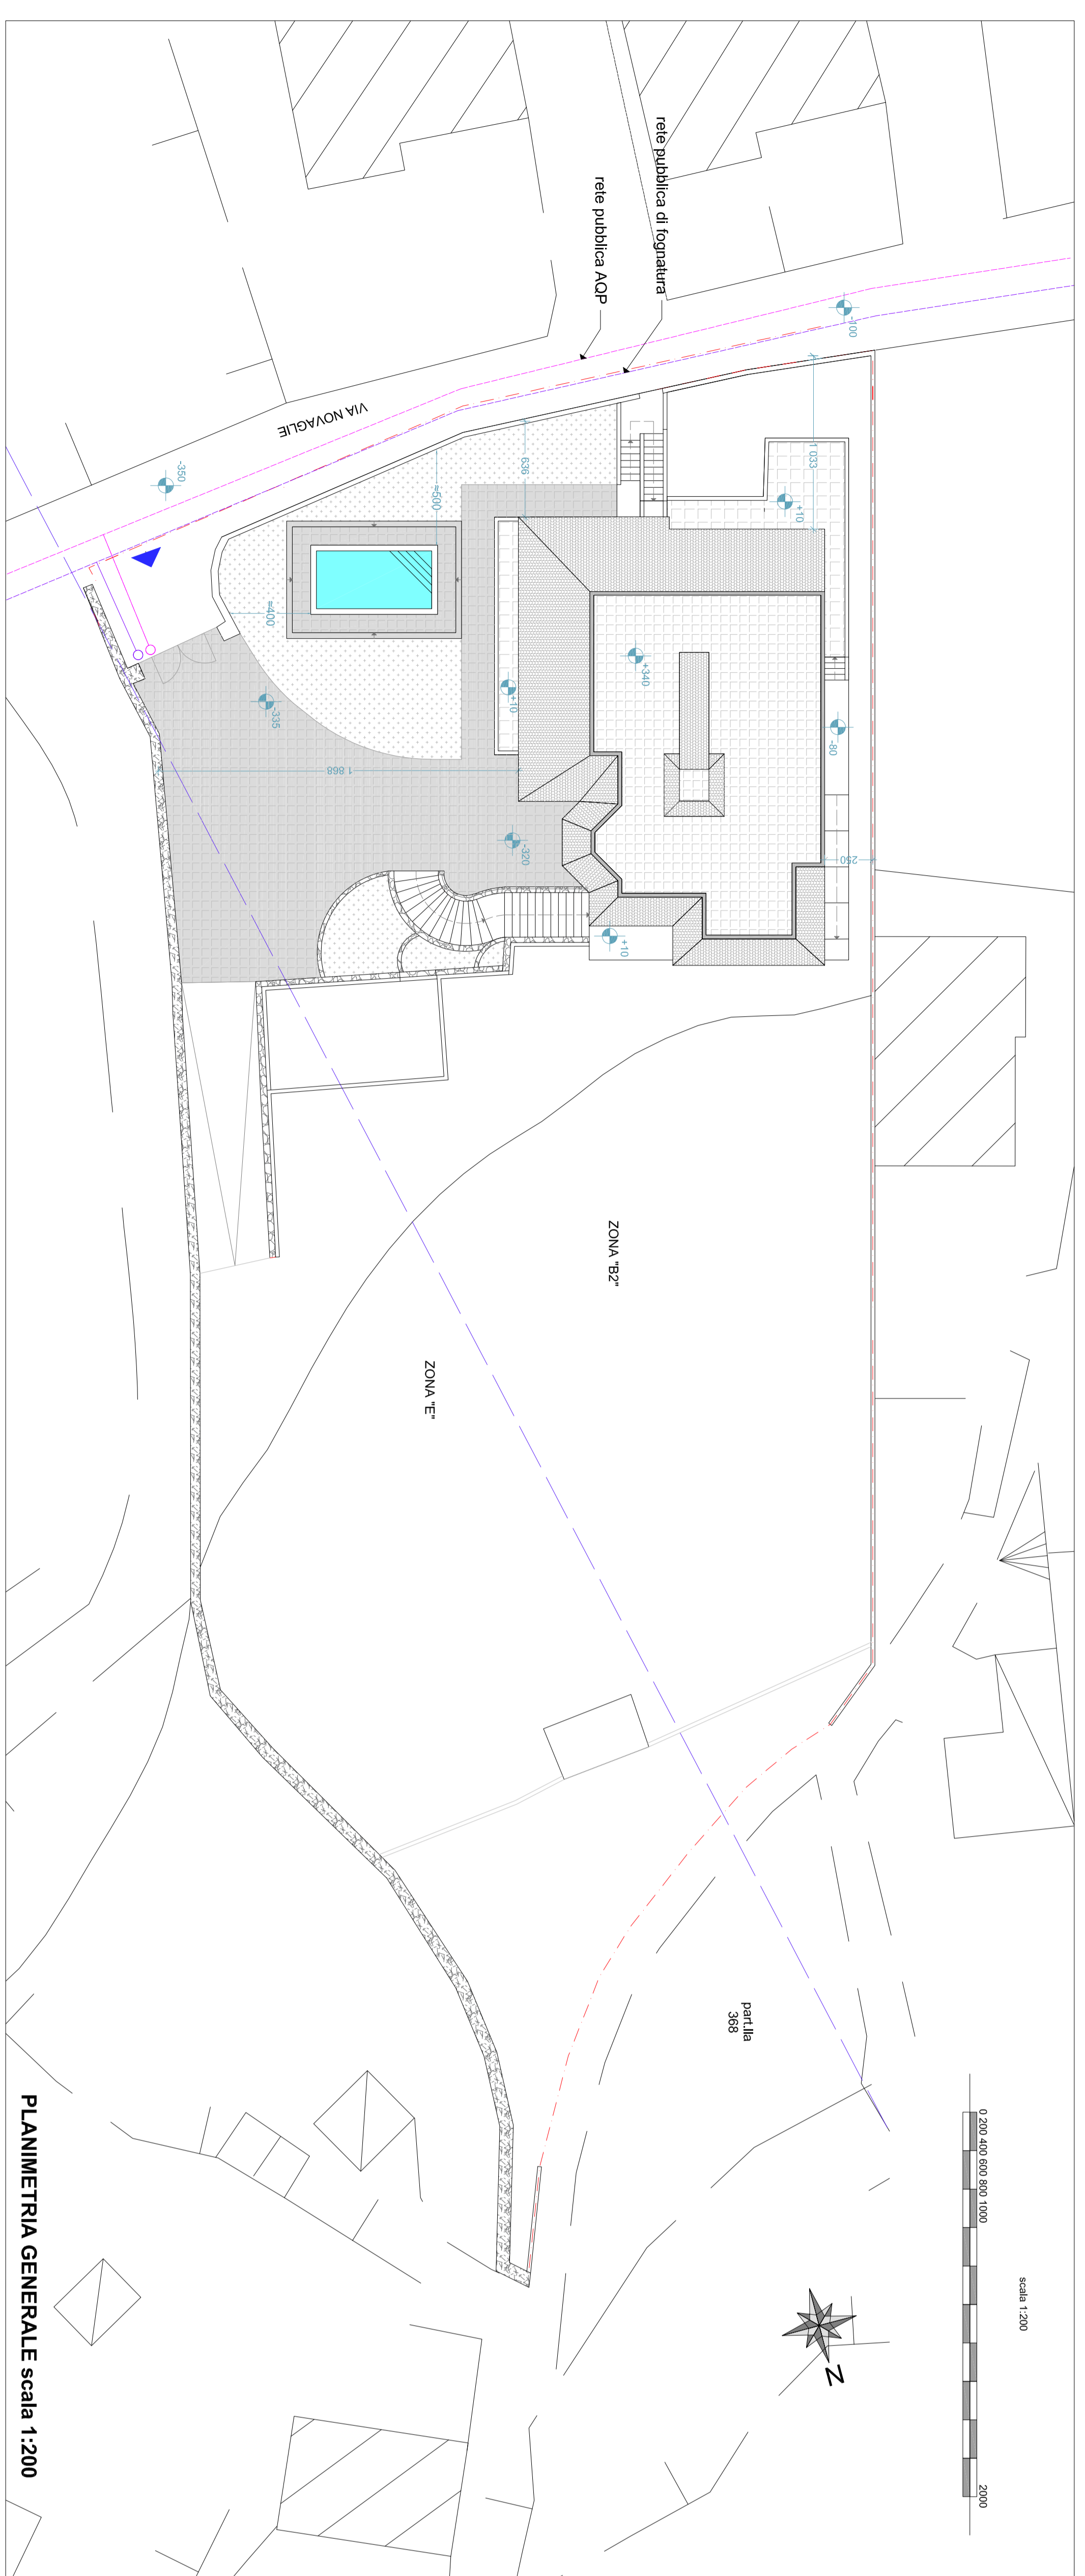 rete pubblica di fognatura
rete pubblica AQP
VIA NOVAGLIE
-100
-350
636
≈500
≈400
1 033
+10
+340
+10
-80
-335
1 868
-320
250
+10
ZONA "B2"
ZONA "E"
part.lla
368
0 200 400 600 800 1000
2000
scala 1:200
N
PLANIMETRIA GENERALE scala 1:200